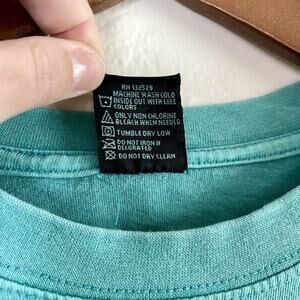 RN 132529
MACHINE WASH COLD
INSIDE OUT WITH LIKE
COLORS
ONLY NON CHLORINE
BLEACH WHEN NEEDED
TUMBLE DRY LOW
DO NOT IRON IF
DECORATED
DO NOT DRY CLEAN